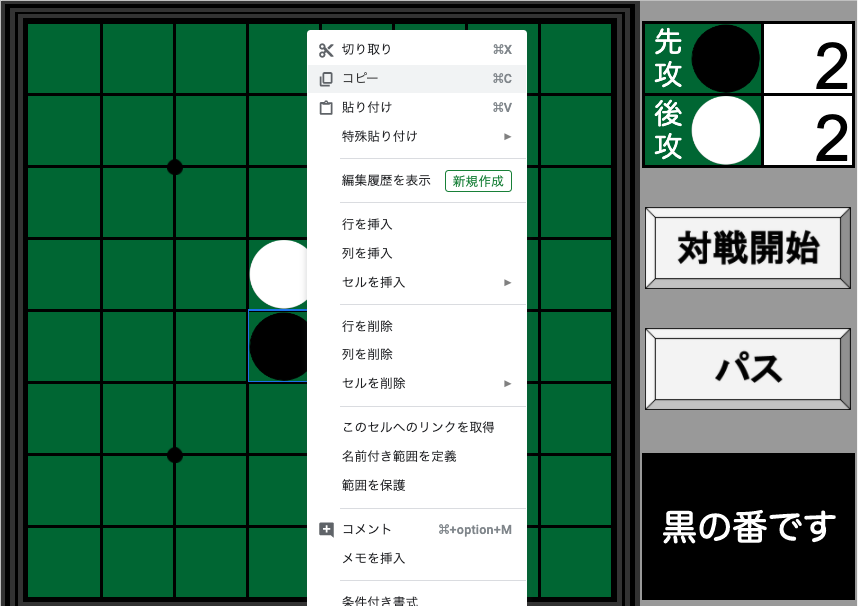 切り取り ⌘X
コピー ⌘C
貼り付け ⌘V
特殊貼り付け
編集履歴を表示 新規作成
行を挿入
列を挿入
セルを挿入
行を削除
列を削除
セルを削除
このセルへのリンクを取得
名前付き範囲を定義
範囲を保護
コメント ⌘+option+M
メモを挿入
条件付き書式
先攻 2
後攻 2
対戦開始
パス
黒の番です